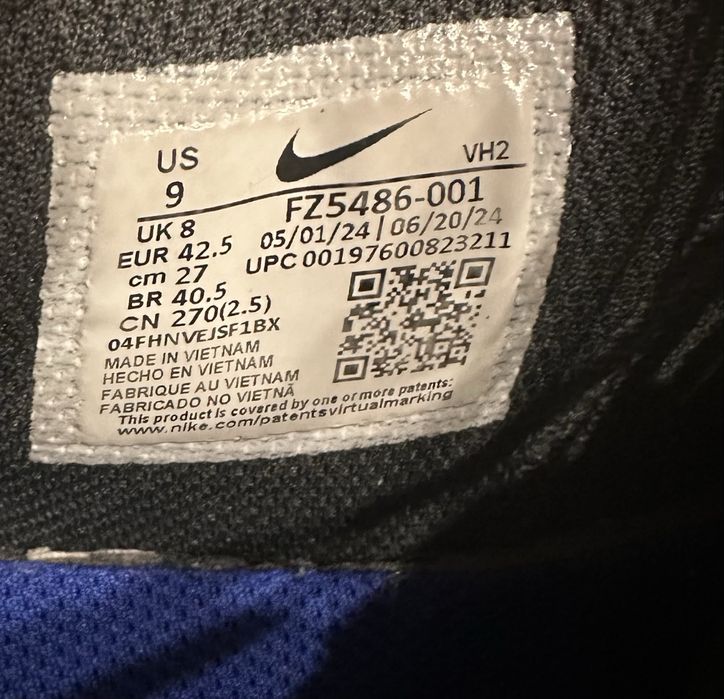 US
9
VH2
FZ5486-001
UK 8
05/01/24 | 06/20/24
EUR 42.5
UPC 00197600823211
cm 27
BR 40.5
CN 270(2.5)
04FHNVEJSF1BX
MADE IN VIETNAM
HECHO EN VIETNAM
FABRIQUE AU VIETNAM
FABRICADO NO VIETNÃ
This product is covered by one or more patents:
www.nike.com/patentsvirtualmarking